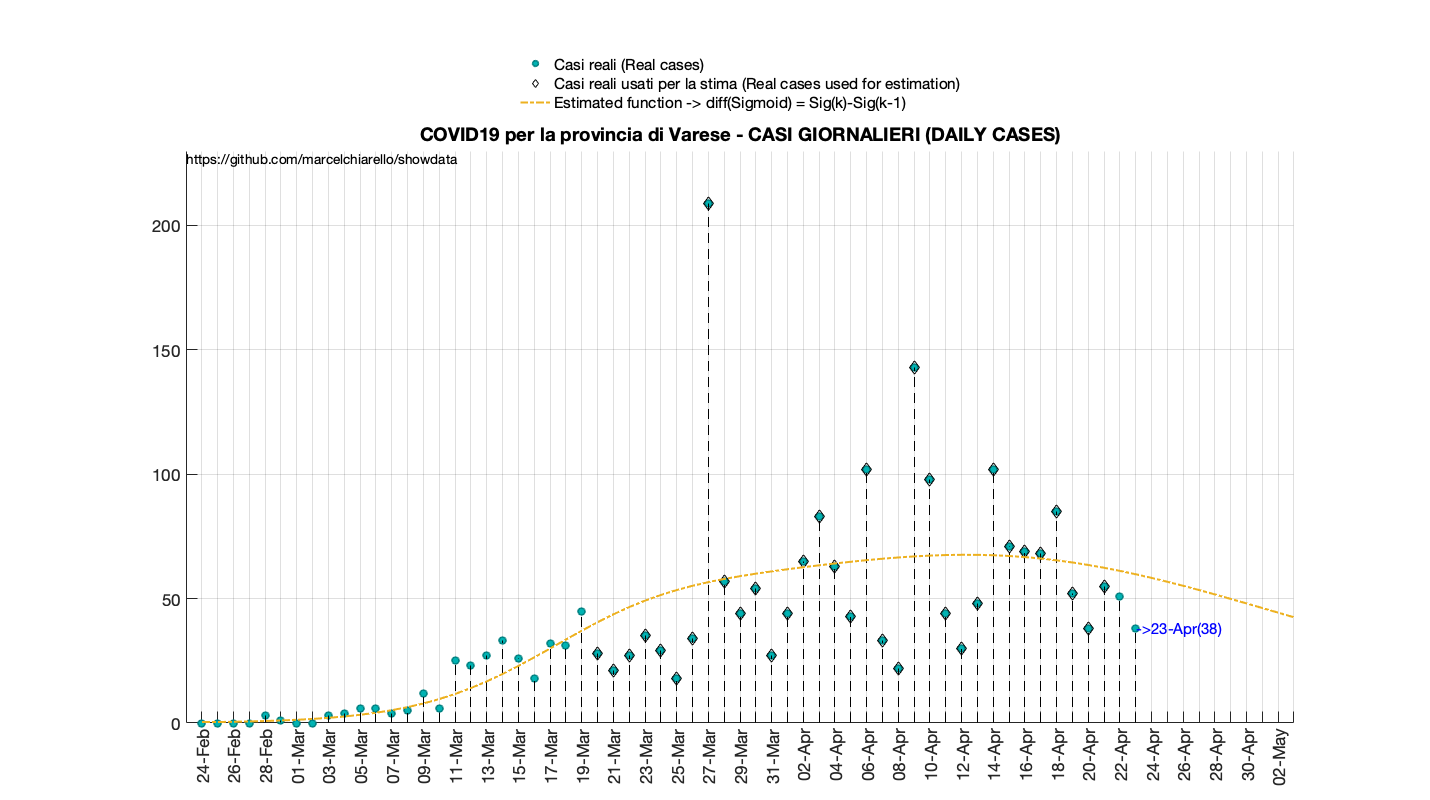 Casi reali (Real cases)
Casi reali usati per la stima (Real cases used for estimation)
Estimated function -> diff(Sigmoid) = Sig(k)-Sig(k-1)
COVID19 per la provincia di Varese - CASI GIORNALIERI (DAILY CASES)
https://github.com/marcelchiarello/showdata
200
150
100
50
0
->23-Apr(38)
24-Feb
26-Feb
28-Feb
01-Mar
03-Mar
05-Mar
07-Mar
09-Mar
11-Mar
13-Mar
15-Mar
17-Mar
19-Mar
21-Mar
23-Mar
25-Mar
27-Mar
29-Mar
31-Mar
02-Apr
04-Apr
06-Apr
08-Apr
10-Apr
12-Apr
14-Apr
16-Apr
18-Apr
20-Apr
22-Apr
24-Apr
26-Apr
28-Apr
30-Apr
02-May